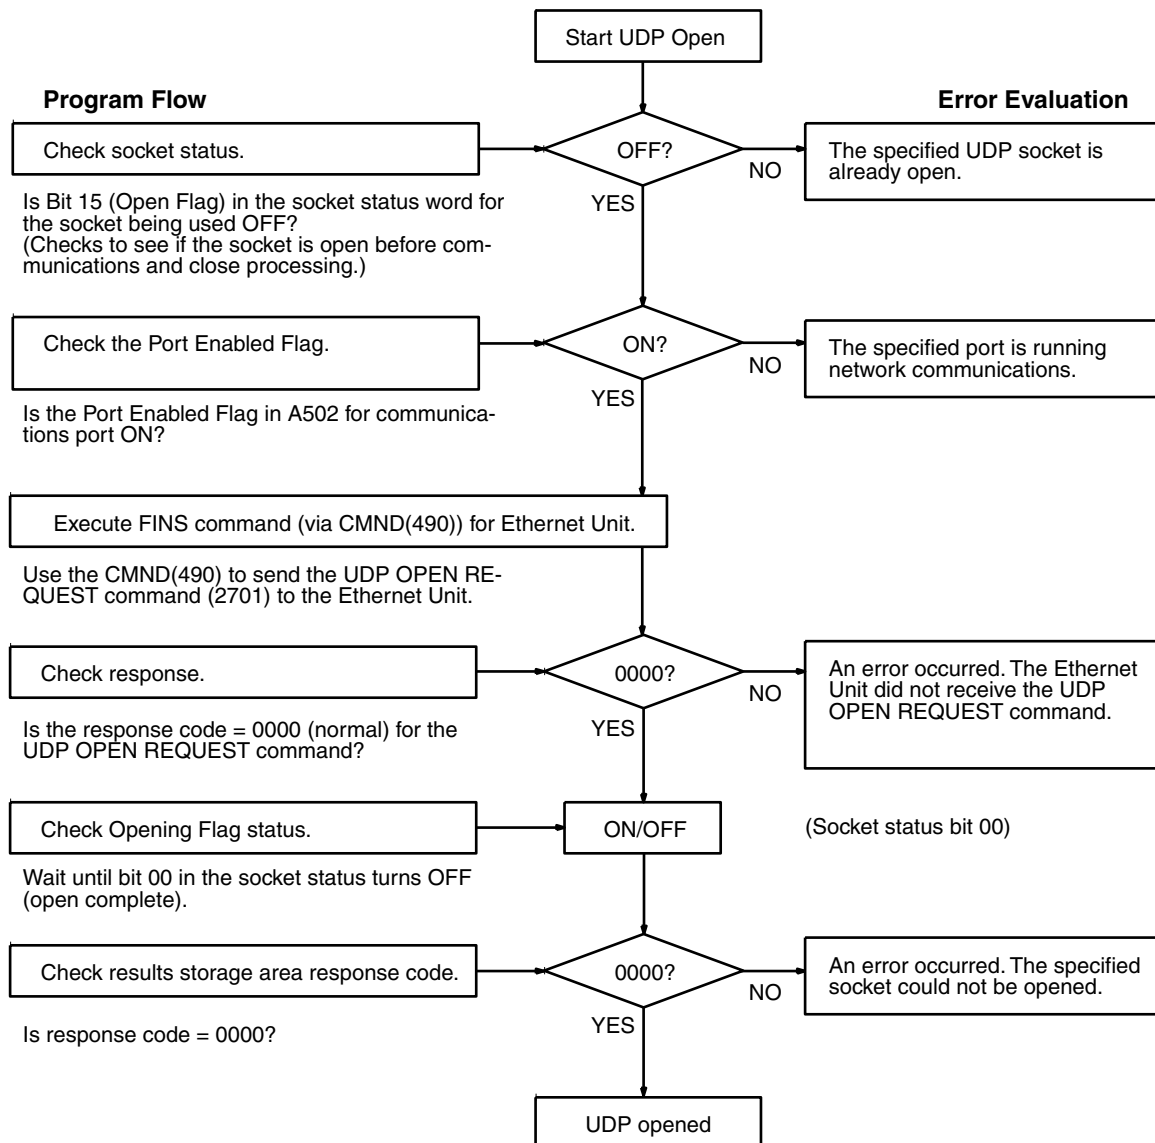 Start UDP Open
Program Flow
Error Evaluation
Check socket status.
OFF?
NO
The specified UDP socket is
already open.
YES
Is Bit 15 (Open Flag) in the socket status word for
the socket being used OFF?
(Checks to see if the socket is open before com-
munications and close processing.)
Check the Port Enabled Flag.
ON?
NO
The specified port is running
network communications.
YES
Is the Port Enabled Flag in A502 for communica-
tions port ON?
Execute FINS command (via CMND(490)) for Ethernet Unit.
Use the CMND(490) to send the UDP OPEN RE-
QUEST command (2701) to the Ethernet Unit.
Check response.
0000?
NO
An error occurred. The Ethernet
Unit did not receive the UDP
OPEN REQUEST command.
YES
Is the response code = 0000 (normal) for the
UDP OPEN REQUEST command?
Check Opening Flag status.
ON/OFF
(Socket status bit 00)
Wait until bit 00 in the socket status turns OFF
(open complete).
Check results storage area response code.
0000?
NO
An error occurred. The specified
socket could not be opened.
YES
Is response code = 0000?
UDP opened